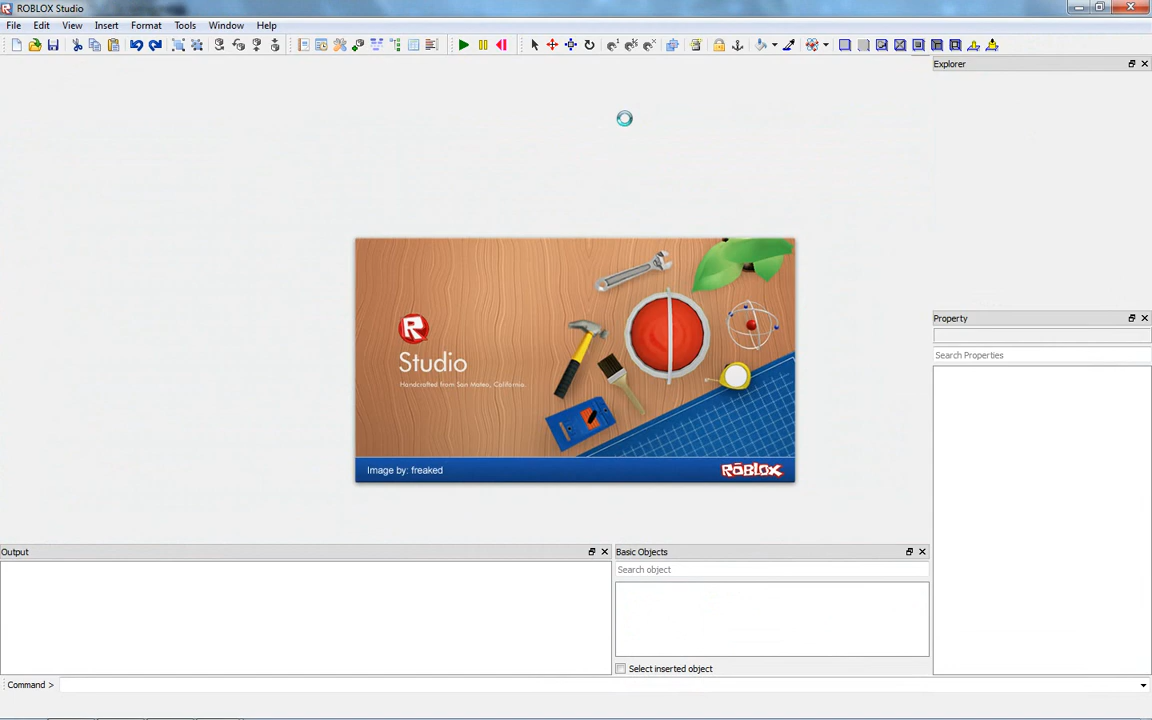 ROBLOX Studio
File Edit View Insert Format Tools Window Help
Explorer
Property
Search Properties
R
Studio
Handcrafted from San Mateo, California.
Image by: freaked
ROBLOX
Output
Basic Objects
Search object
Select inserted object
Command >